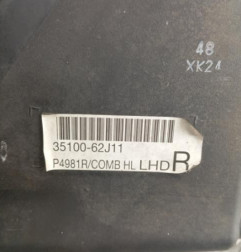 48
XK24
35100-62J11
P4981R/COMB HL LHD R